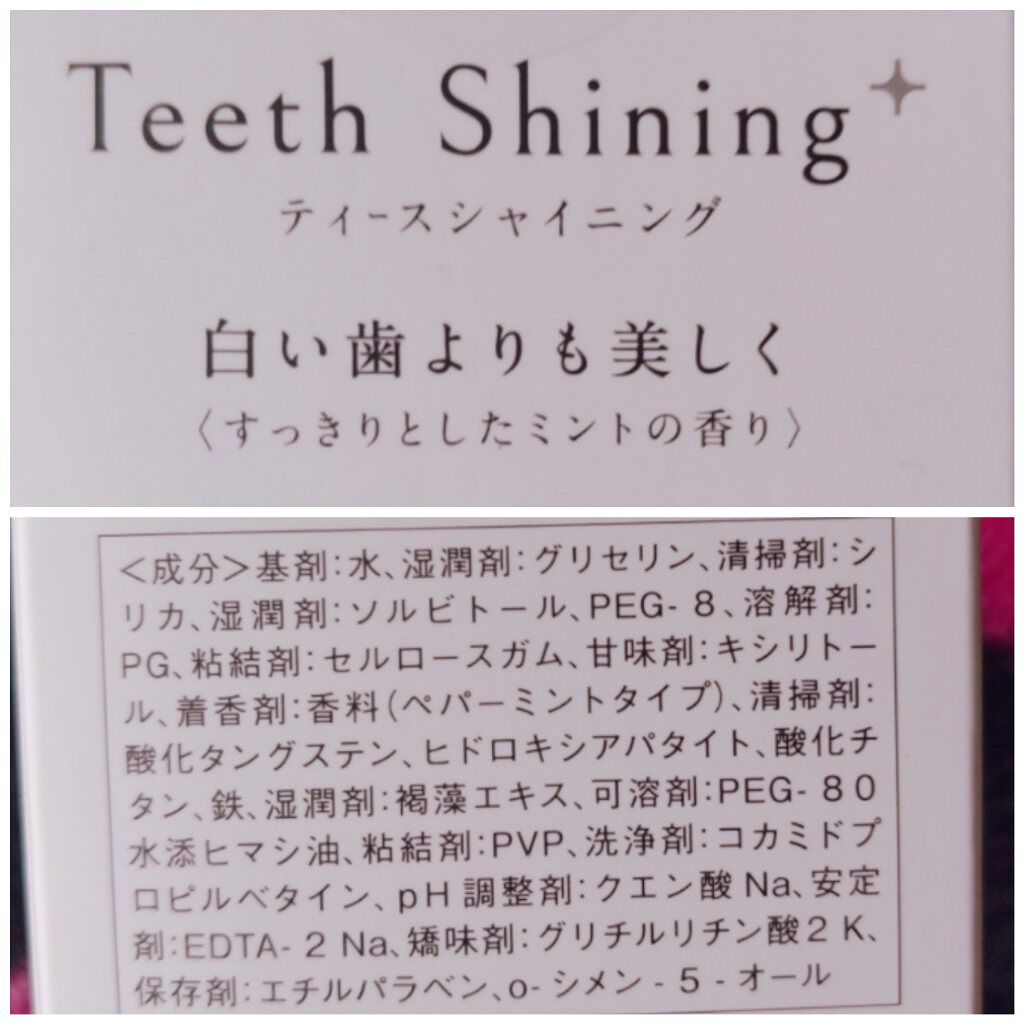 Teeth Shining
ティースシャイニング
白い歯よりも美しく
〈すっきりとしたミントの香り〉
＜成分＞基剤:水、湿潤剤:グリセリン、清掃剤:シ
リカ、湿潤剤:ソルビトール、PEG-8、溶解剤:
PG、粘結剤:セルロースガム、甘味剤:キシリトー
ル、着香剤:香料(ペパーミントタイプ)、清掃剤:
酸化タングステン、ヒドロキシアパタイト、酸化チ
タン、鉄、湿潤剤:褐藻エキス、可溶剤:PEG-80
水添ヒマシ油、粘結剤:PVP、洗浄剤:コカミドプ
ロピルベタイン、pH調整剤:クエン酸Na、安定
剤:EDTA-2Na、矯味剤:グリチルリチン酸2K、
保存剤:エチルパラベン、o-シメン-5-オール